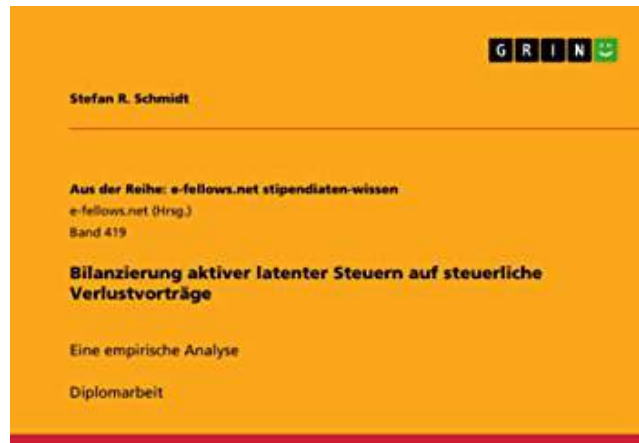 GRIN
Stefan R. Schmidt
Aus der Reihe: e-fellows.net stipendiaten-wissen
e-fellows.net (Hrsg.)
Band 419
Bilanzierung aktiver latenter Steuern auf steuerliche
Verlustvorträge
Eine empirische Analyse
Diplomarbeit